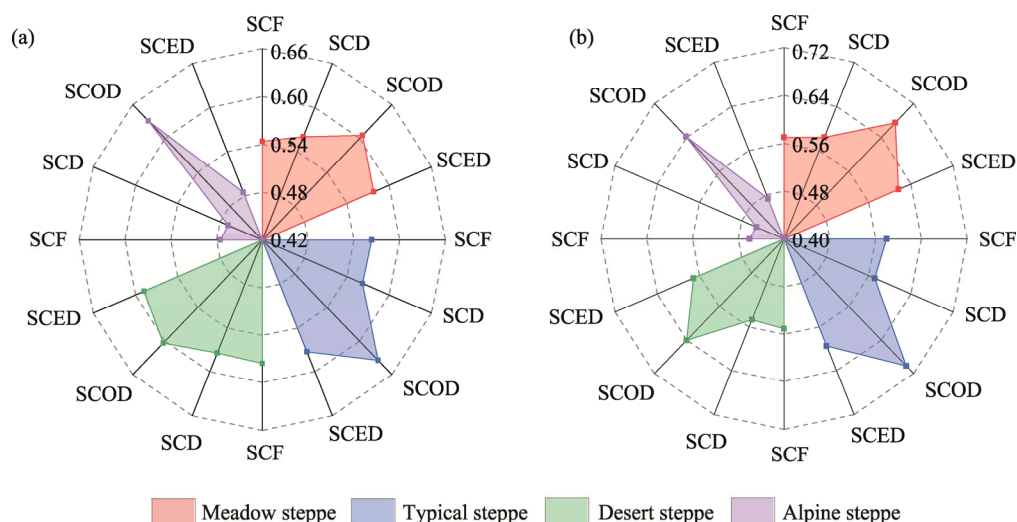 (a)
SCF
0.66
SCED
SCD
SCOD
0.60
SCOD
0.54
SCD
SCED
0.48
SCF
0.42
SCF
SCED
SCD
SCOD
SCOD
SCD
SCED
SCF
(b)
SCF
0.72
SCED
SCD
SCOD
0.64
SCOD
0.56
SCD
SCED
0.48
SCF
0.40
SCF
SCED
SCD
SCOD
SCOD
SCD
SCED
SCF
Meadow steppe
Typical steppe
Desert steppe
Alpine steppe